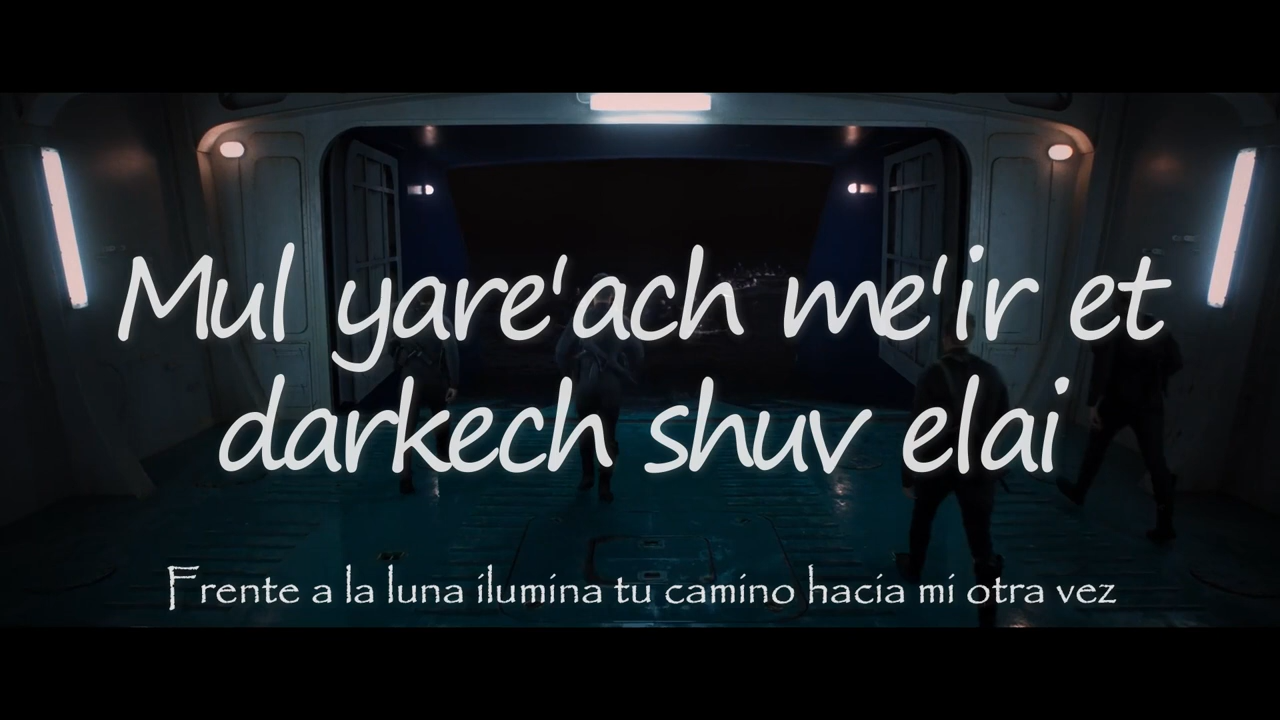 Mul yare'ach me'ir et
darkech shuv elai
Frente a la luna ilumina tu camino hacia mi otra vez